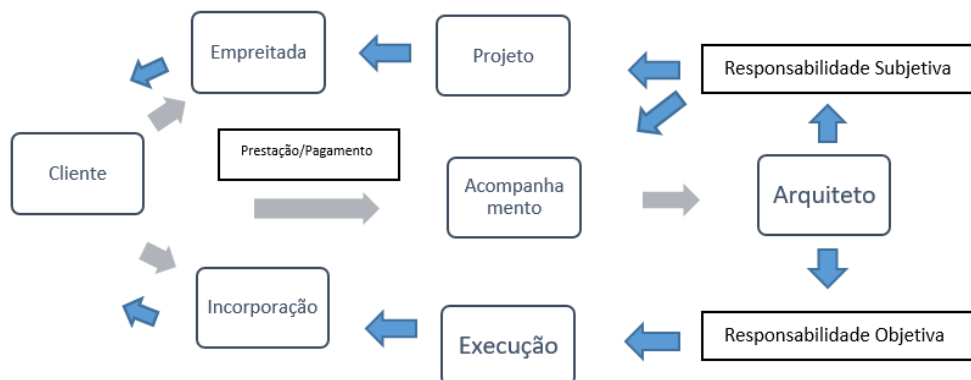 Empreitada
Projeto
Responsabilidade Subjetiva
Prestação/Pagamento
Cliente
Acompanha
mento
Arquiteto
Incorporação
Execução
Responsabilidade Objetiva